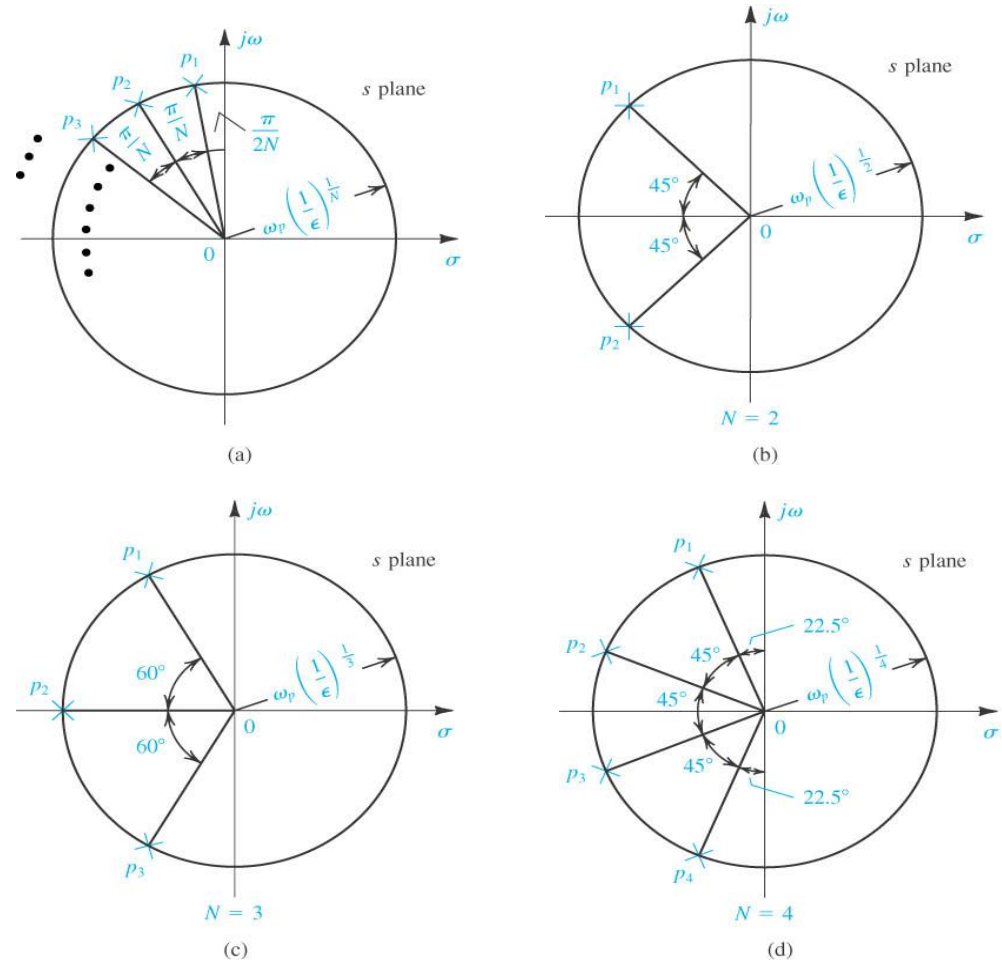 jω
p₁
p₂
p₃
s plane
π/N
π/N
π/2N
ωₚ(1/ϵ)^(1/N)
0
σ
(a)
jω
s plane
p₁
45°
45°
ωₚ(1/ϵ)^(1/2)
0
σ
p₂
N = 2
(b)
jω
s plane
p₁
60°
p₂
60°
ωₚ(1/ϵ)^(1/3)
0
σ
p₃
N = 3
(c)
jω
s plane
p₁
22.5°
p₂
45°
45°
45°
ωₚ(1/ϵ)^(1/4)
0
σ
p₃
22.5°
p₄
N = 4
(d)